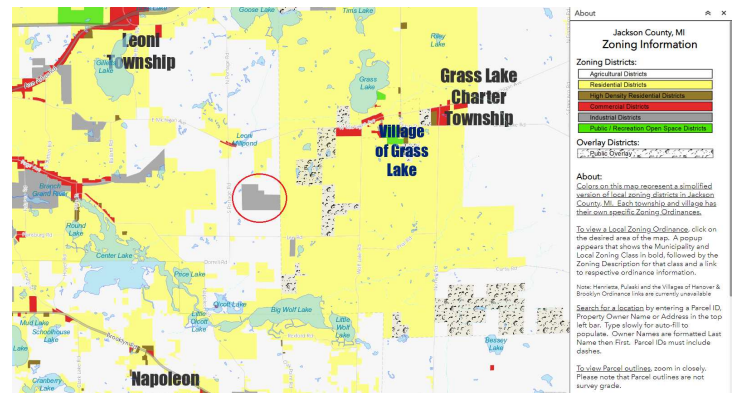 Goose Lake
Tims Lake
Riley
Lake
Leoni
Township
Grass
Lake
Grass Lake
Charter
Township
Village
of Grass
Lake
Leoni
Millpond
Branch
Grand River
Round
Lake
Center Lake
Price Lake
Olcott Lake
Little
Olcott
Lake
Big Wolf Lake
Little
Wolf
Lake
Mud Lake
Schoolhouse
Lake
Lake
Bessey
Lake
Cranberry
Lake
Napoleon
About
Jackson County, MI
Zoning Information
Zoning Districts:
Agricultural Districts
Residential Districts
High Density Residential Districts
Commercial Districts
Industrial Districts
Public / Recreation Open Space Districts
Overlay Districts:
Public Overlay
About:
Colors on this map represent a simplified
version of local zoning districts in Jackson
County, MI. Each township and village has
their own specific Zoning Ordinances.
To view a Local Zoning Ordinance, click on
the desired area of the map. A popup
appears that shows the Municipality and
Local Zoning Class in bold, followed by the
Zoning Description for that class and a link
to respective ordinance information.
Note: Henrietta, Pulaski and the Villages of Hanover &
Brooklyn Ordinance links are currently unavailable
Search for a location by entering a Parcel ID,
Property Owner Name or Address in the top
left bar. Type slowly for auto-fill to
populate. Owner Names are formatted Last
Name then First. Parcel IDs must include
dashes.
To view Parcel outlines, zoom in closely.
Please note that Parcel outlines are not
survey grade.